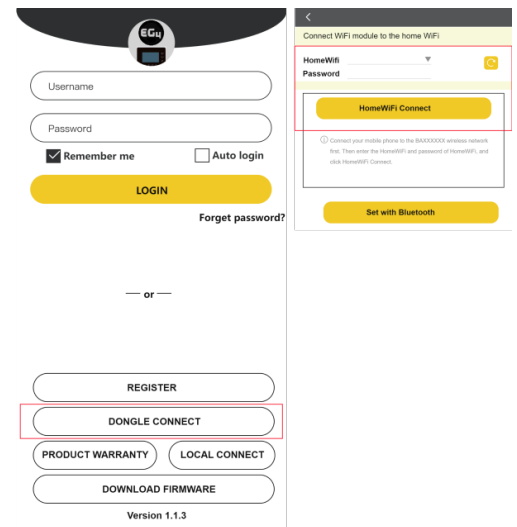 EG4
Username
Password
Remember me
Auto login
LOGIN
Forget password?
or
REGISTER
DONGLE CONNECT
PRODUCT WARRANTY
LOCAL CONNECT
DOWNLOAD FIRMWARE
Version 1.1.3
Connect WiFi module to the home WiFi
HomeWifi
Password
HomeWiFi Connect
Connect your mobile phone to the BAXXXXXX wireless network
first. Then enter the HomeWiFi and password of HomeWiFi, and
click HomeWiFi Connect.
Set with Bluetooth